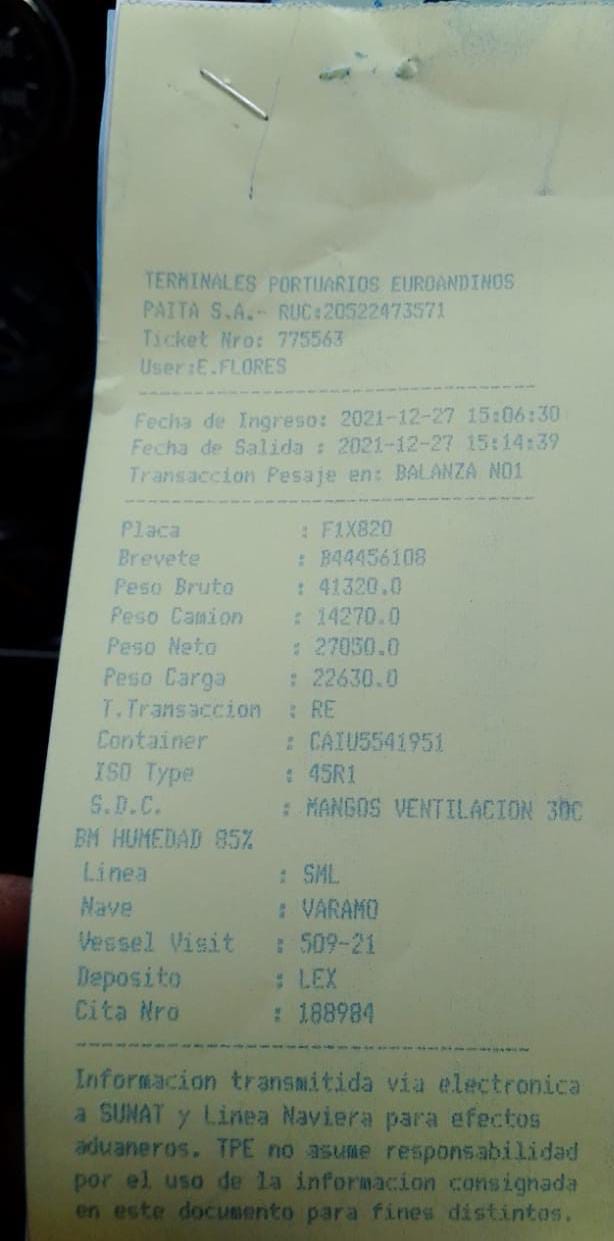 TERMINALES PORTUARIOS EUROANDINOS
PAITA S.A.- RUC:20522473571
Ticket Nro: 775563
User:E.FLORES
Fecha de Ingreso: 2021-12-27 15:06:30
Fecha de Salida : 2021-12-27 15:14:39
Transaccion Pesaje en: BALANZA NO1
Placa : F1X820
Brevete : B44456108
Peso Bruto : 41320.0
Peso Camion : 14270.0
Peso Neto : 27050.0
Peso Carga : 22630.0
T.Transaccion : RE
Container : CAIU5541951
ISO Type : 45R1
S.D.C. : MANGOS VENTILACION 30C
BM HUMEDAD 85%
Linea : SML
Nave : VARAMO
Vessel Visit : 509-21
Deposito : LEX
Cita Nro : 188984
Informacion transmitida via electronica
a SUNAT y Linea Naviera para efectos
aduaneros. TPE no asume responsabilidad
por el uso de la informacion consignada
en este documento para fines distintos.